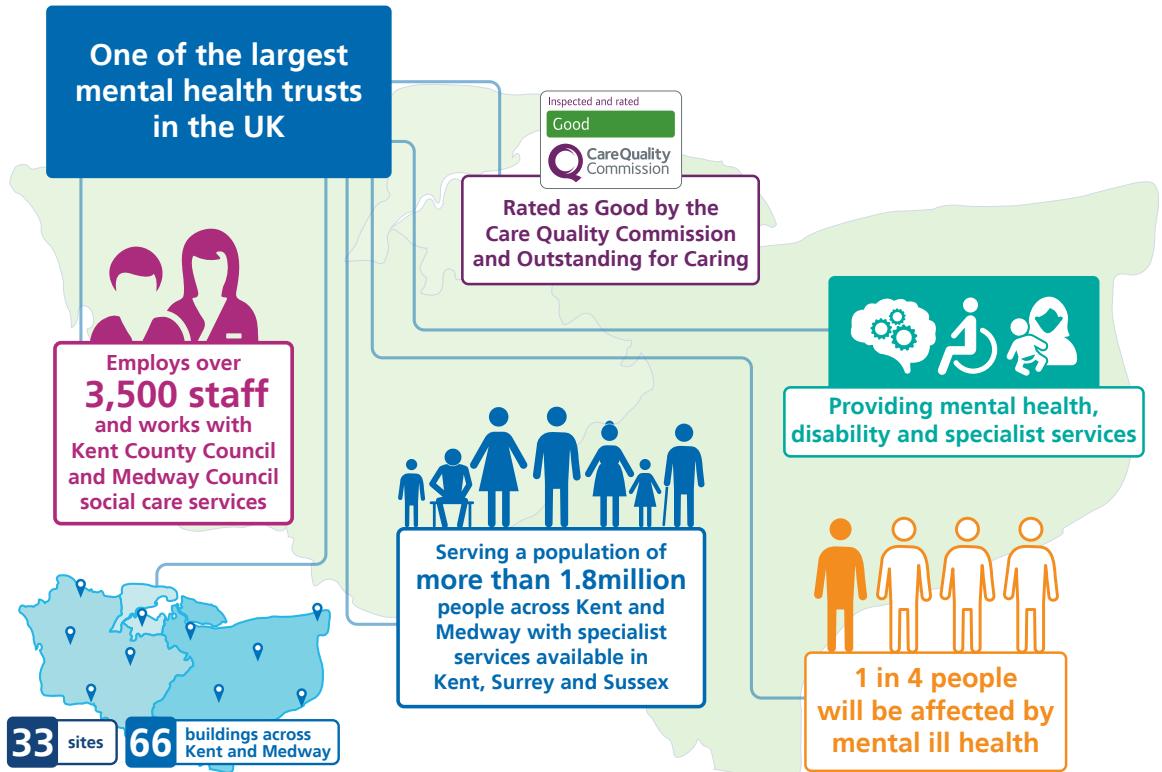 One of the largest
mental health trusts
in the UK
Inspected and rated
Good
CareQuality
Commission
Rated as Good by the
Care Quality Commission
and Outstanding for Caring
Employs over
3,500 staff
and works with
Kent County Council
and Medway Council
social care services
Providing mental health,
disability and specialist services
Serving a population of
more than 1.8million
people across Kent and
Medway with specialist
services available in
Kent, Surrey and Sussex
1 in 4 people
will be affected by
mental ill health
33 sites
66 buildings across
Kent and Medway